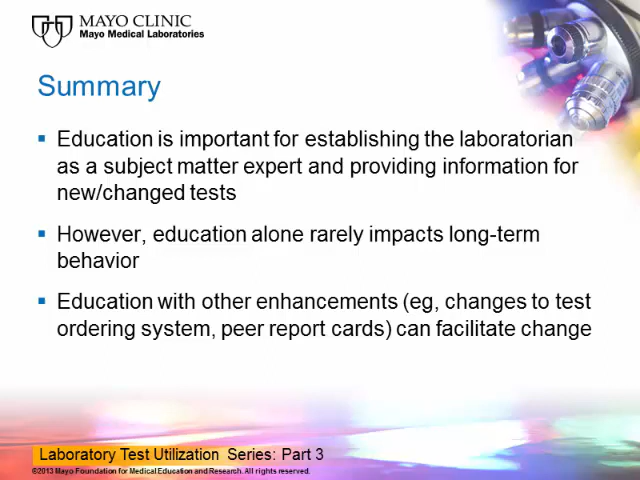 MAYO CLINIC
Mayo Medical Laboratories
Summary
Education is important for establishing the laboratorian
as a subject matter expert and providing information for
new/changed tests
However, education alone rarely impacts long-term
behavior
Education with other enhancements (eg, changes to test
ordering system, peer report cards) can facilitate change
Laboratory Test Utilization Series: Part 3
©2013 Mayo Foundation for Medical Education and Research. All rights reserved.